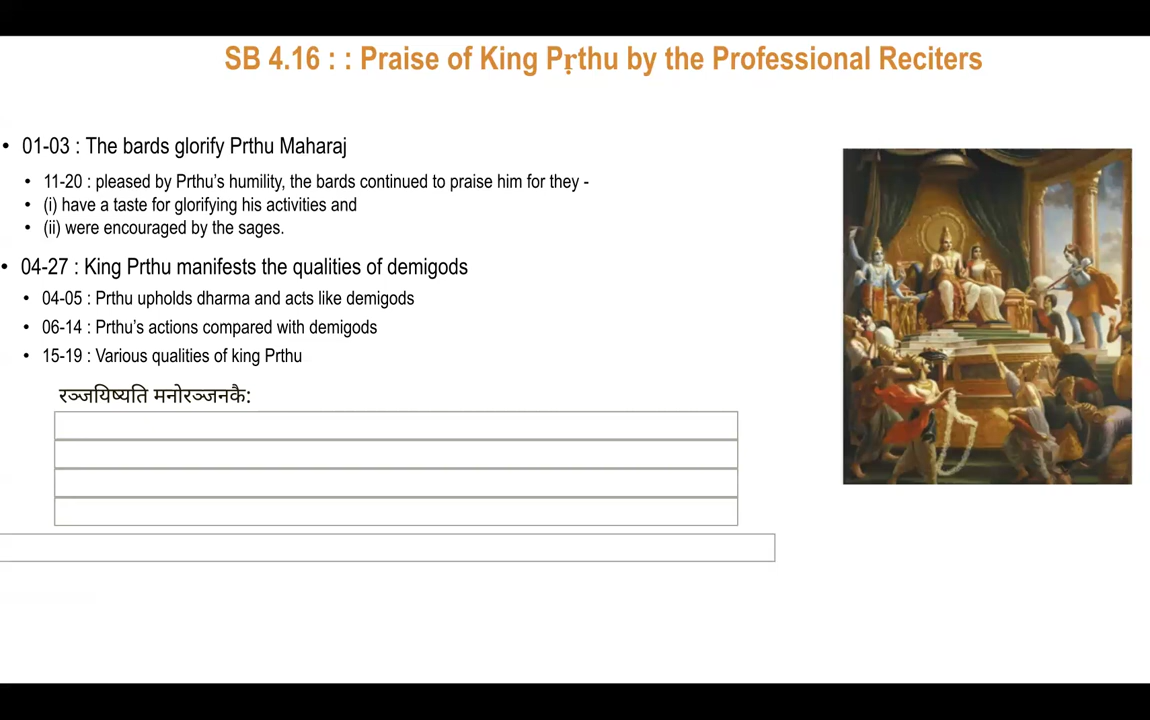 SB 4.16 : : Praise of King Pṛthu by the Professional Reciters
• 01-03 : The bards glorify Prthu Maharaj
• 11-20 : pleased by Prthu’s humility, the bards continued to praise him for they -
• (i) have a taste for glorifying his activities and
• (ii) were encouraged by the sages.
• 04-27 : King Prthu manifests the qualities of demigods
• 04-05 : Prthu upholds dharma and acts like demigods
• 06-14 : Prthu’s actions compared with demigods
• 15-19 : Various qualities of king Prthu
रञ्जयिष्यति मनोरञ्जनकै: